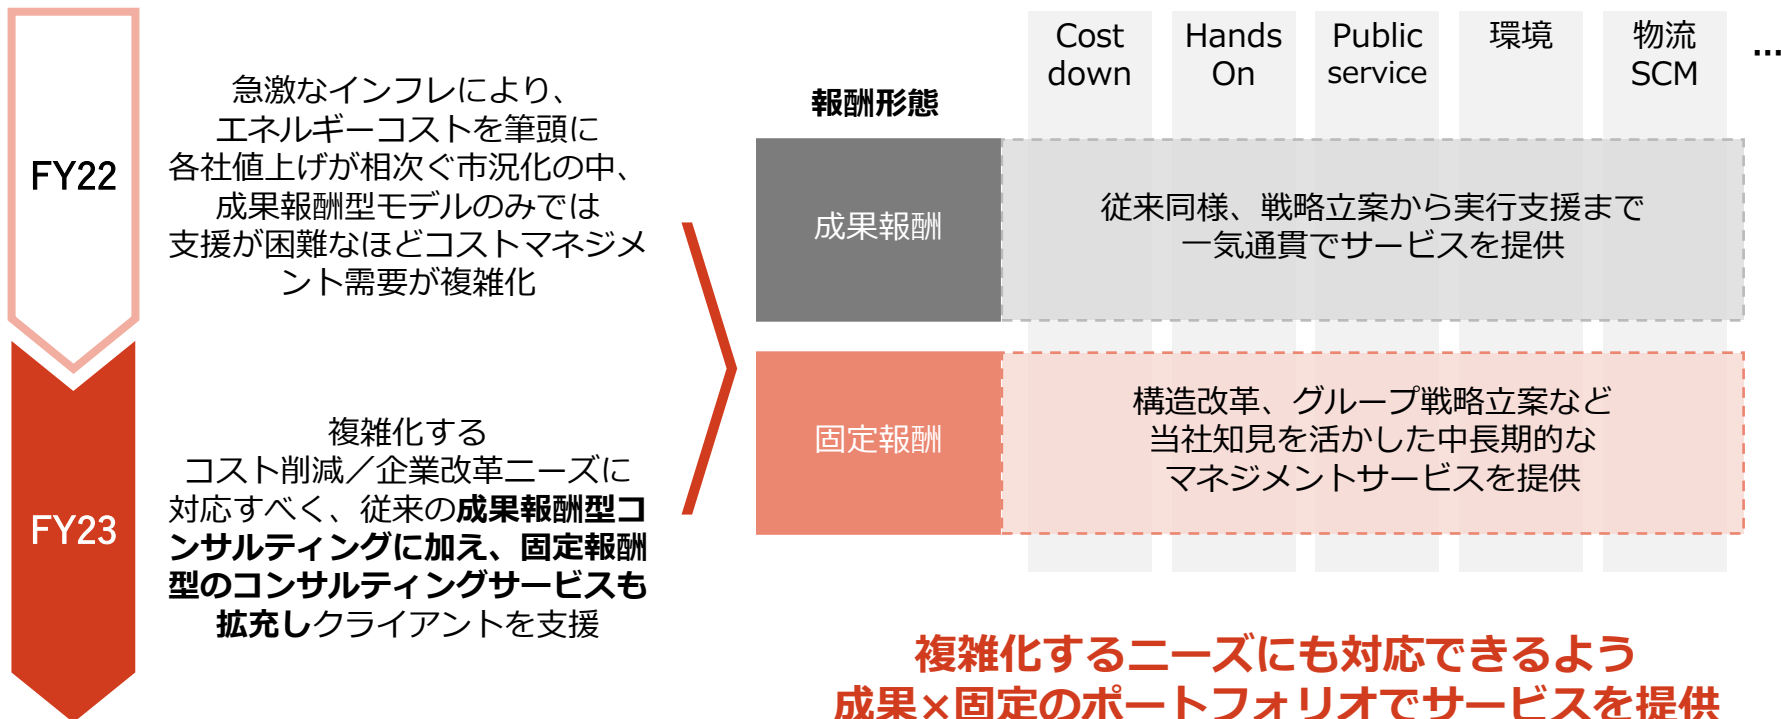 FY22
急激なインフレにより、
エネルギーコストを筆頭に
各社値上げが相次ぐ市況化の中、
成果報酬型モデルのみでは
支援が困難なほどコストマネジメ
ント需要が複雑化
FY23
複雑化する
コスト削減／企業改革ニーズに
対応すべく、従来の成果報酬型コ
ンサルティングに加え、固定報酬
型のコンサルティングサービスも
拡充しクライアントを支援
報酬形態
Cost
down
Hands
On
Public
service
環境
物流
SCM
...
成果報酬
従来同様、戦略立案から実行支援まで
一気通貫でサービスを提供
固定報酬
構造改革、グループ戦略立案など
当社知見を活かした中長期的な
マネジメントサービスを提供
複雑化するニーズにも対応できるよう
成果×固定のポートフォリオでサービスを提供